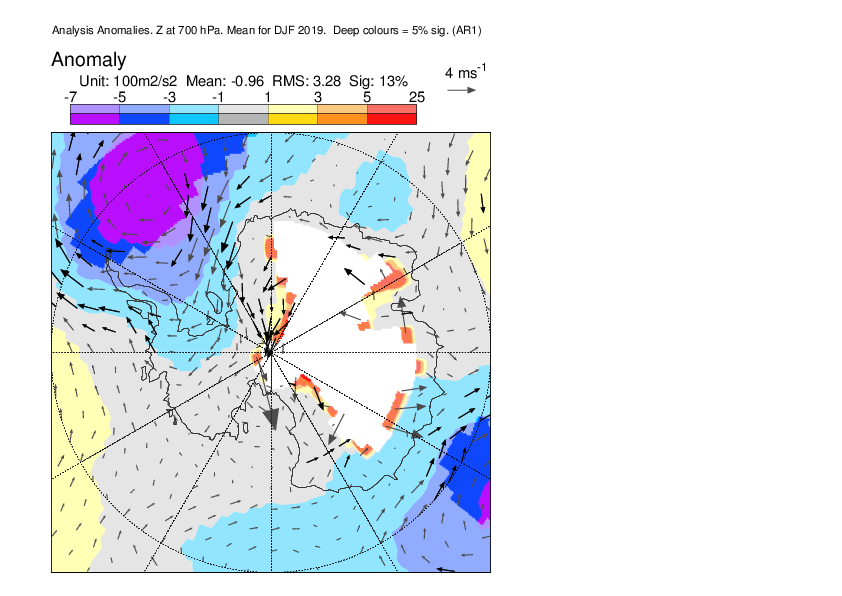 Analysis Anomalies. Z at 700 hPa. Mean for DJF 2019. Deep colours = 5% sig. (AR1)
Anomaly
Unit: 100m2/s2 Mean: -0.96 RMS: 3.28 Sig: 13%
4 ms-1
-7 -5 -3 -1 1 3 5 25